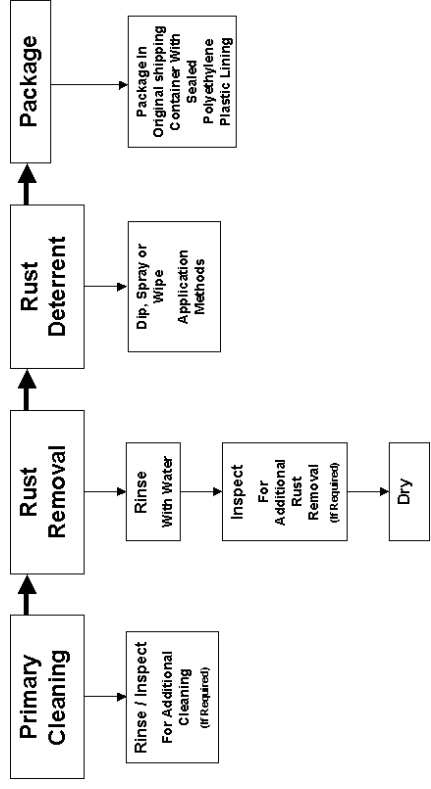 Primary
Cleaning
Rust
Removal
Rust
Deterrent
Package
Rinse / Inspect
For Additional
Cleaning
(If Required)
Rinse
With Water
Inspect
For
Additional
Rust
Removal
(If Required)
Dry
Dip, Spray or
Wipe
Application
Methods
Package In
Original shipping
Container With
Sealed
Polyethylene
Plastic Lining